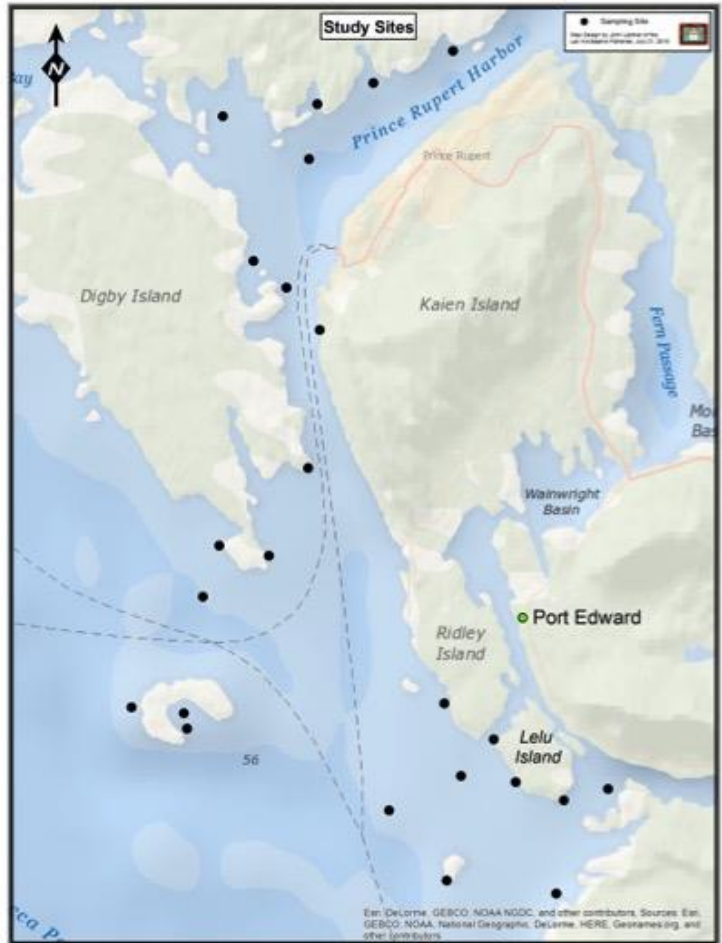 Study Sites
Sampling Site
N
Prince Rupert Harbor
Prince Rupert
Digby Island
Kaien Island
Fern Passage
Wainwright
Basin
Port Edward
Ridley
Island
Lelu
Island
56
Esri, DeLorme, GEBCO, NOAA NGDC, and other contributors, Sources: Esri,
GEBCO, NOAA, National Geographic, DeLorme, HERE, Geonames.org, and
other contributors